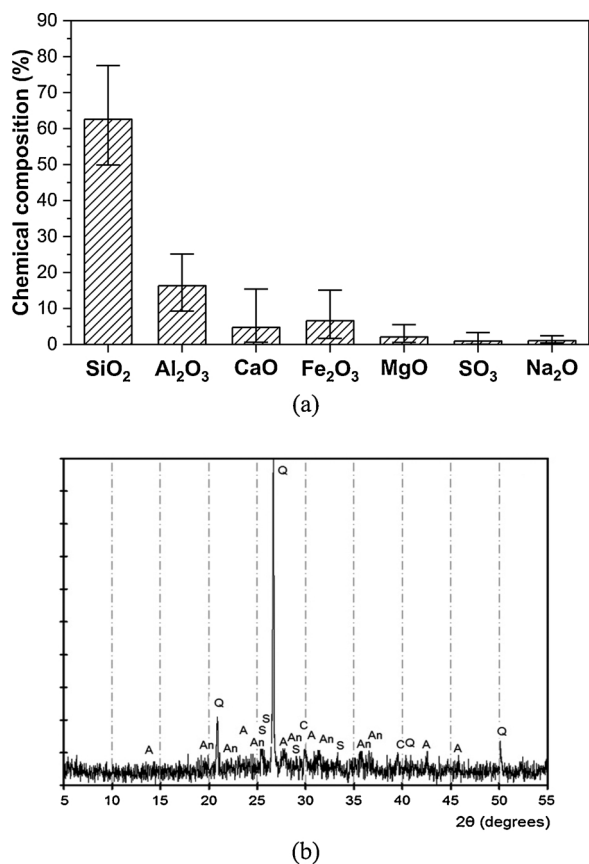 Chemical composition (%)
90
80
70
60
50
40
30
20
10
0
SiO₂ Al₂O₃ CaO Fe₂O₃ MgO SO₃ Na₂O
(a)
Q
Q
Q
A An An A An S S A An S C A An S An An C Q A A
5 10 15 20 25 30 35 40 45 50 55
2θ (degrees)
(b)